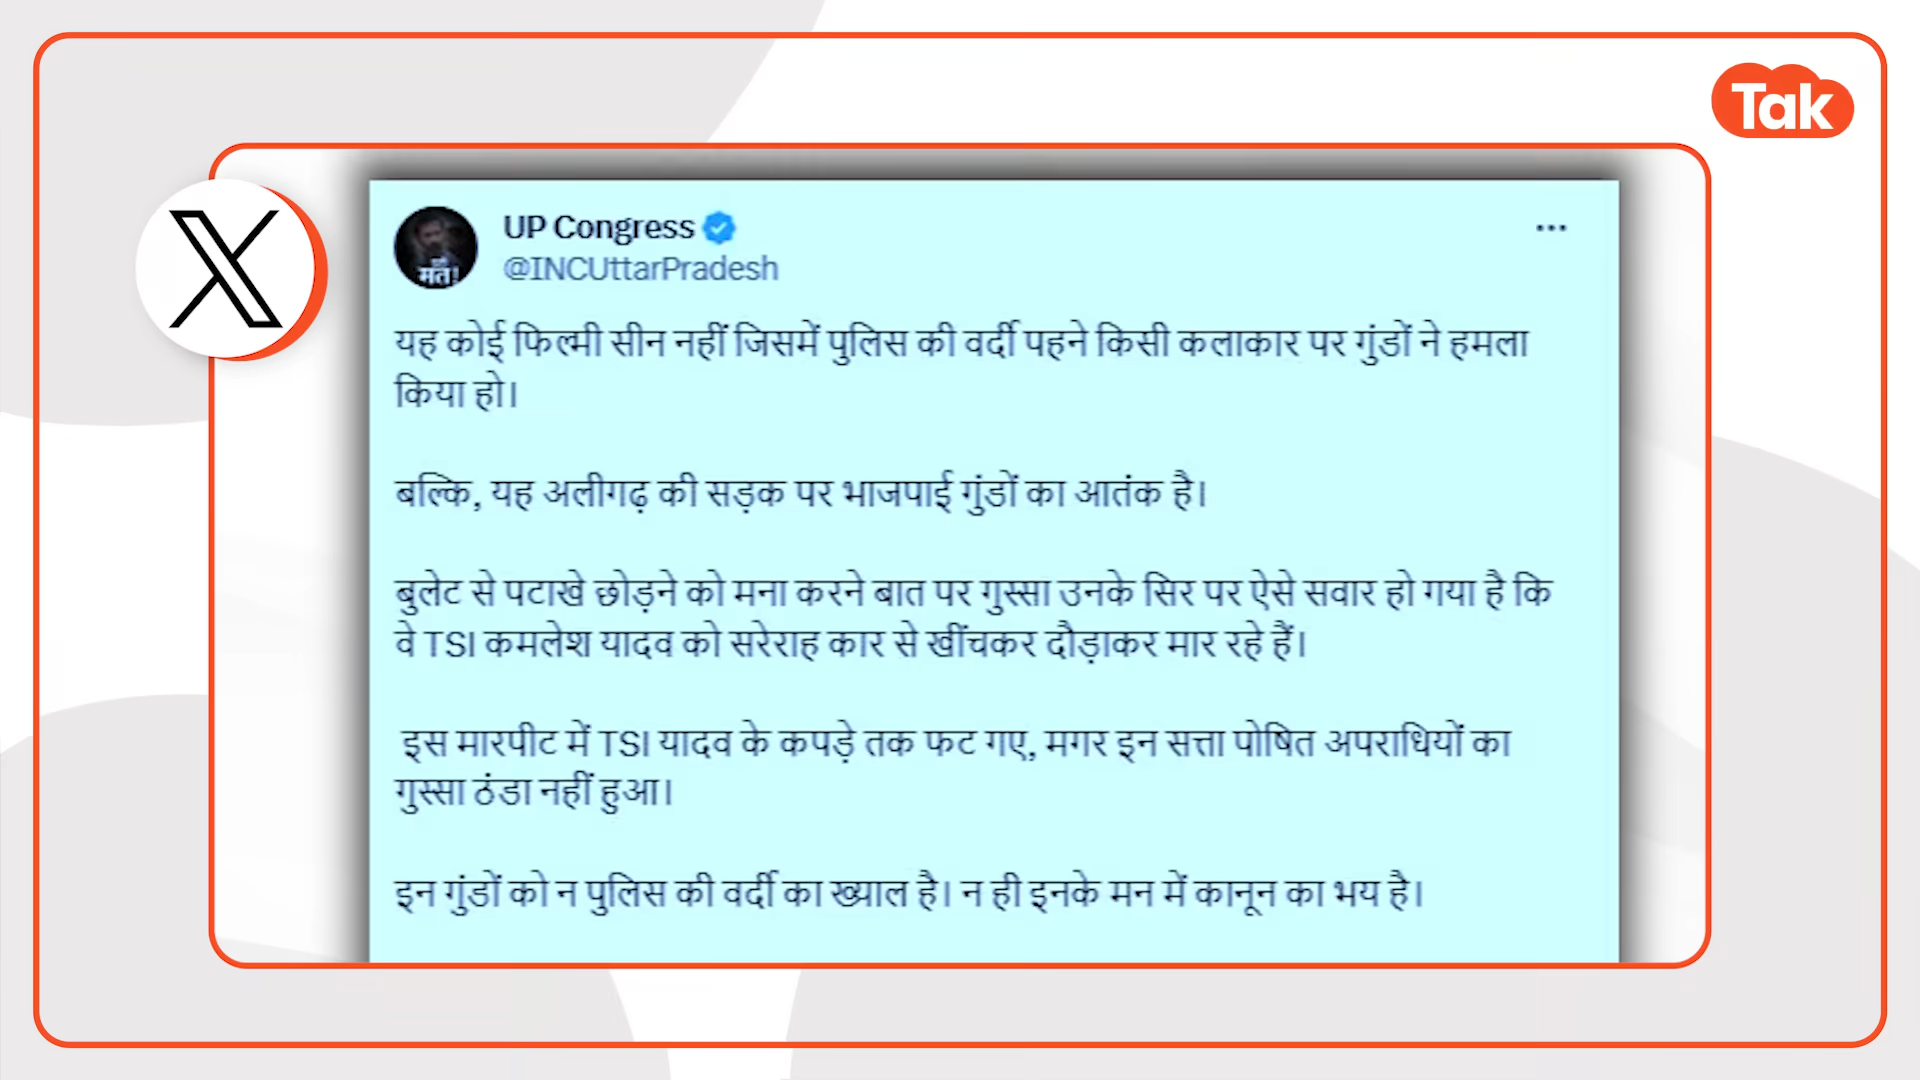 Tak
UP Congress
@INCUttarPradesh
यह कोई फिल्मी सीन नहीं जिसमें पुलिस की वर्दी पहने किसी कलाकार पर गुंडों ने हमला
किया हो।
बल्कि, यह अलीगढ़ की सड़क पर भाजपाई गुंडों का आतंक है।
बुलेट से पटाखे छोड़ने को मना करने बात पर गुस्सा उनके सिर पर ऐसे सवार हो गया है कि
वे TSI कमलेश यादव को सरेराह कार से खींचकर दौड़ाकर मार रहे हैं।
इस मारपीट में TSI यादव के कपड़े तक फट गए, मगर इन सत्ता पोषित अपराधियों का
गुस्सा ठंडा नहीं हुआ।
इन गुंडों को न पुलिस की वर्दी का ख्याल है। न ही इनके मन में कानून का भय है।
मत!